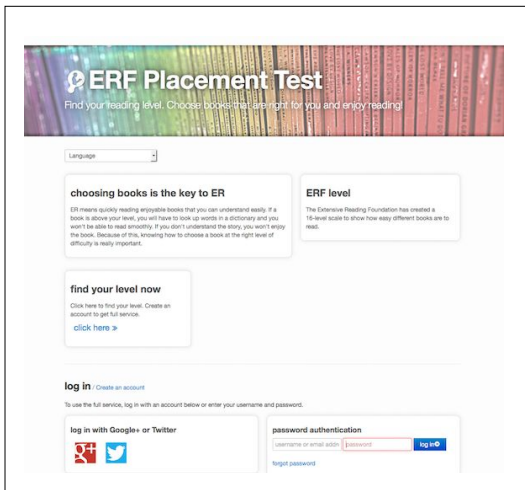 ERF Placement Test
Find your reading level. Choose books that are right for you and enjoy reading!
Language
choosing books is the key to ER
ER means quickly reading enjoyable books that you can understand easily. If a
book is above your level, you will have to look up words in a dictionary and you
won't be able to read smoothly. If you don't understand the story, you won't enjoy
the book. Because of this, knowing how to choose a book at the right level of
difficulty is really important.
ERF level
The Extensive Reading Foundation has created a
16-level scale to show how easy different books are to
read.
find your level now
Click here to find your level. Create an
account to get full service.
click here »
log in / Create an account
To use the full service, log in with an account below or enter your username and password.
log in with Google+ or Twitter
g+
password authentication
username or email addre password
log in
forgot password